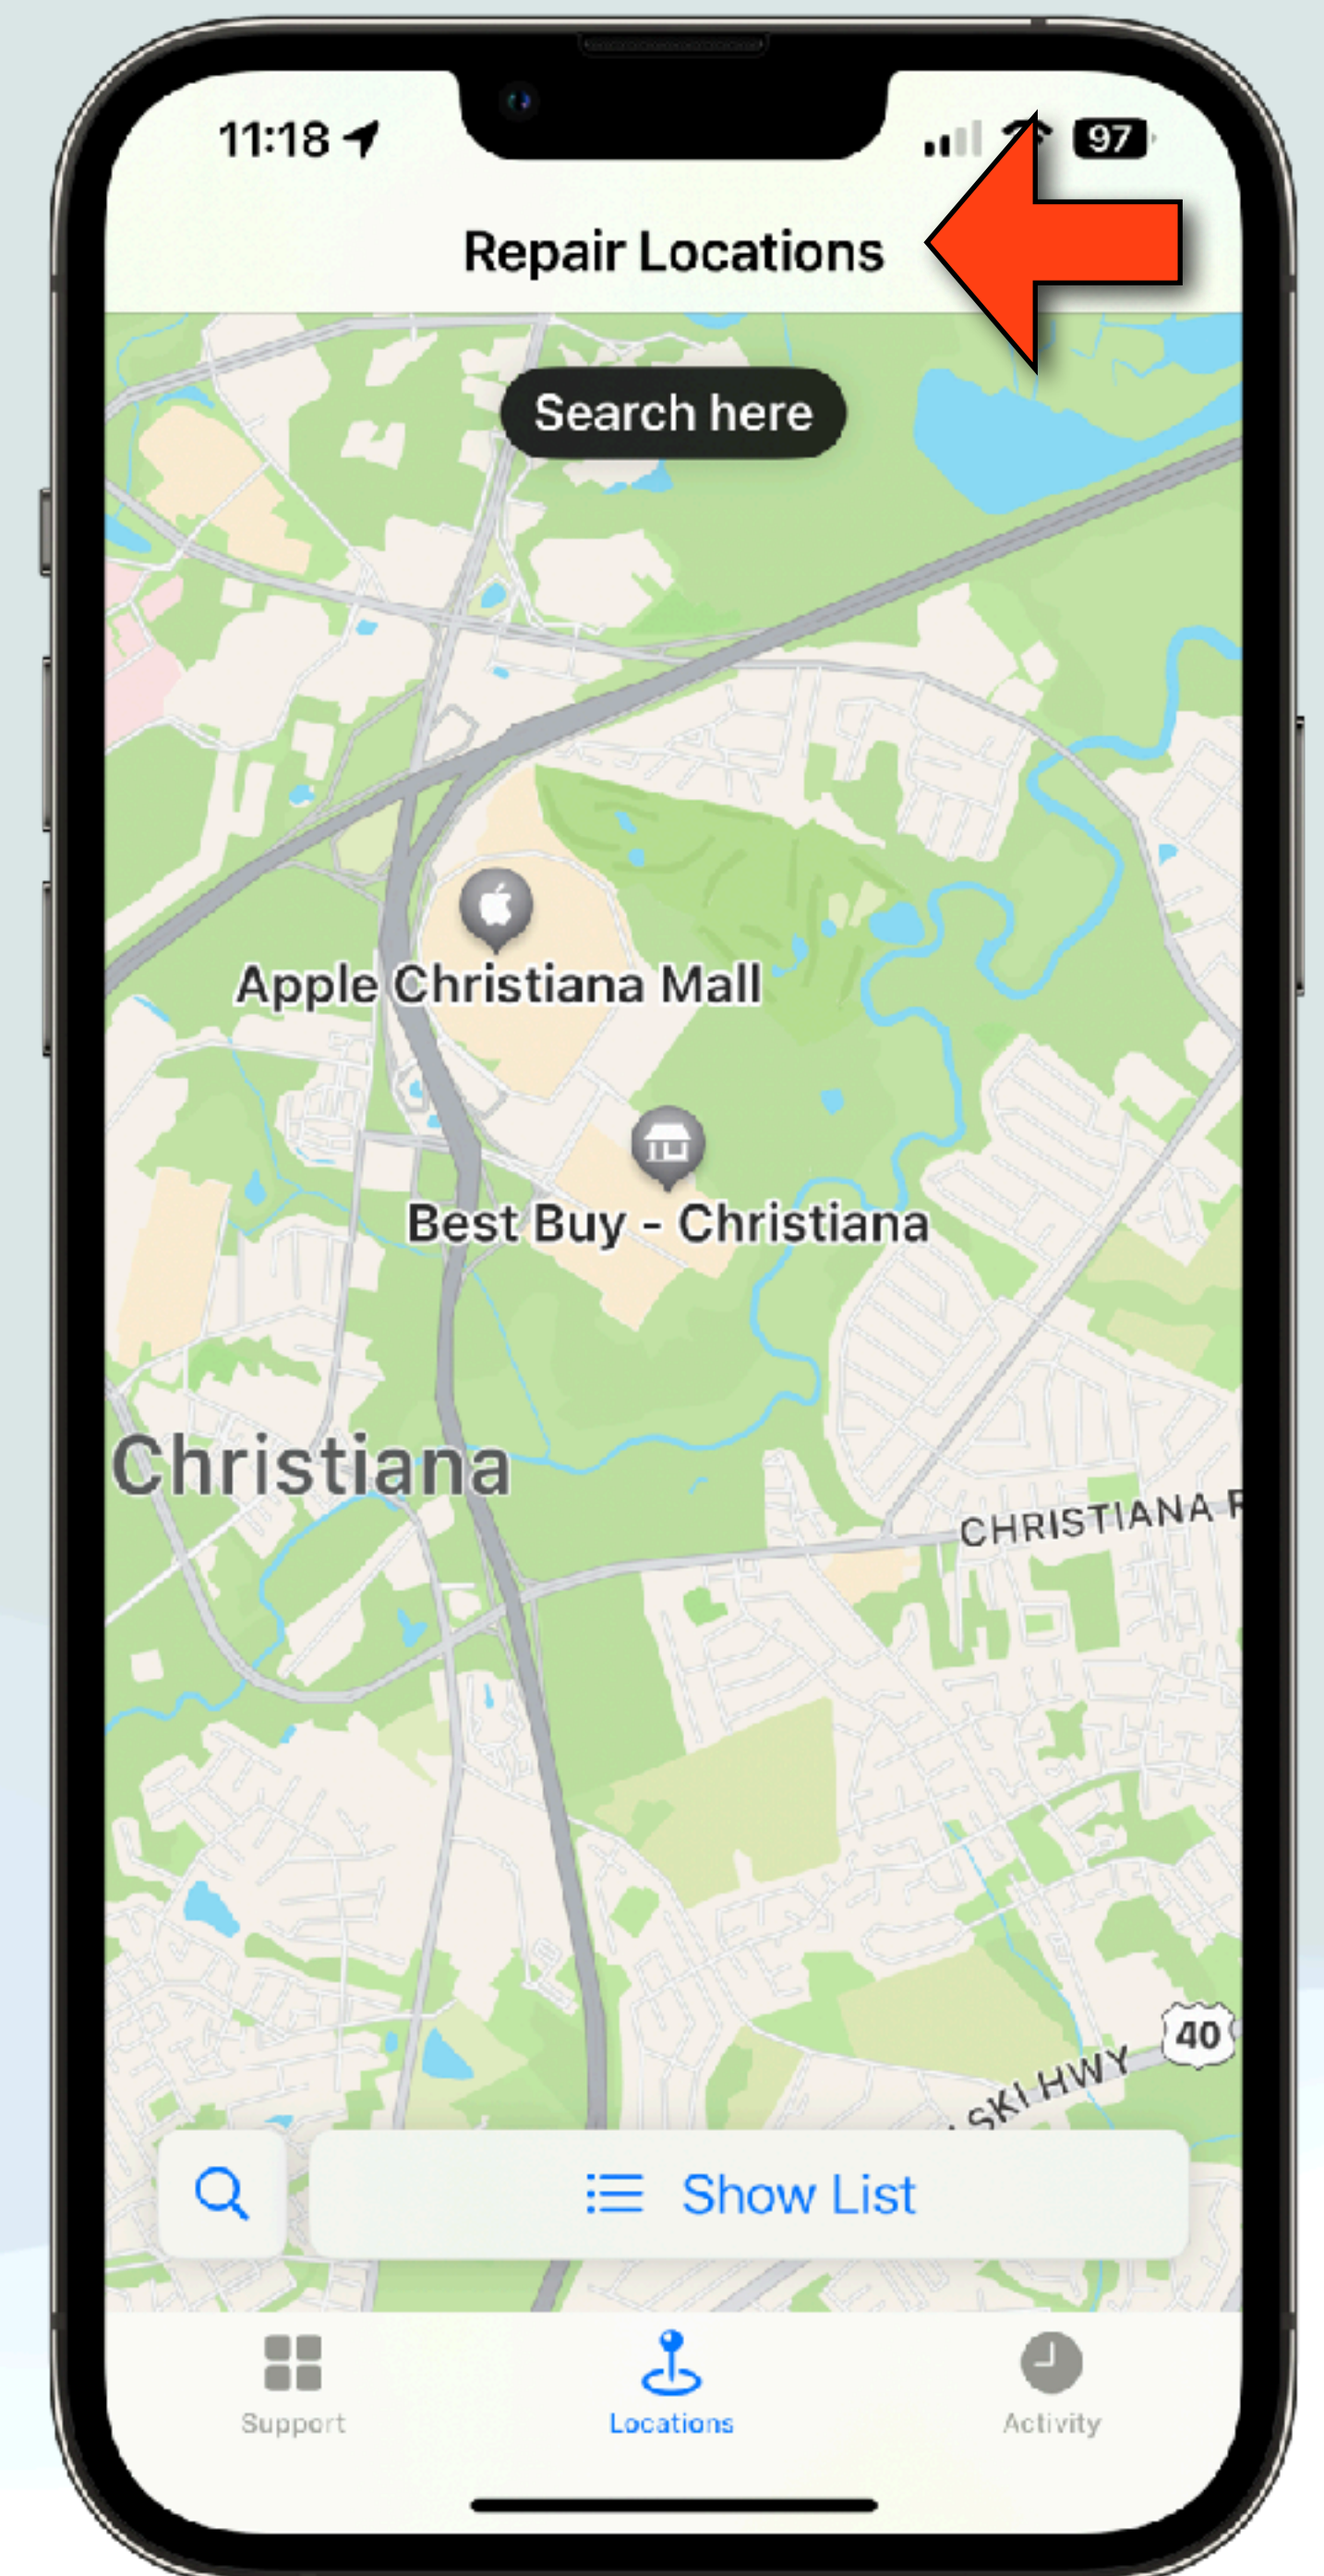 11:18
97
Repair Locations
Search here
Apple Christiana Mall
Best Buy - Christiana
Christiana
CHRISTIANA
40
SKI HWY
Show List
Support
Locations
Activity